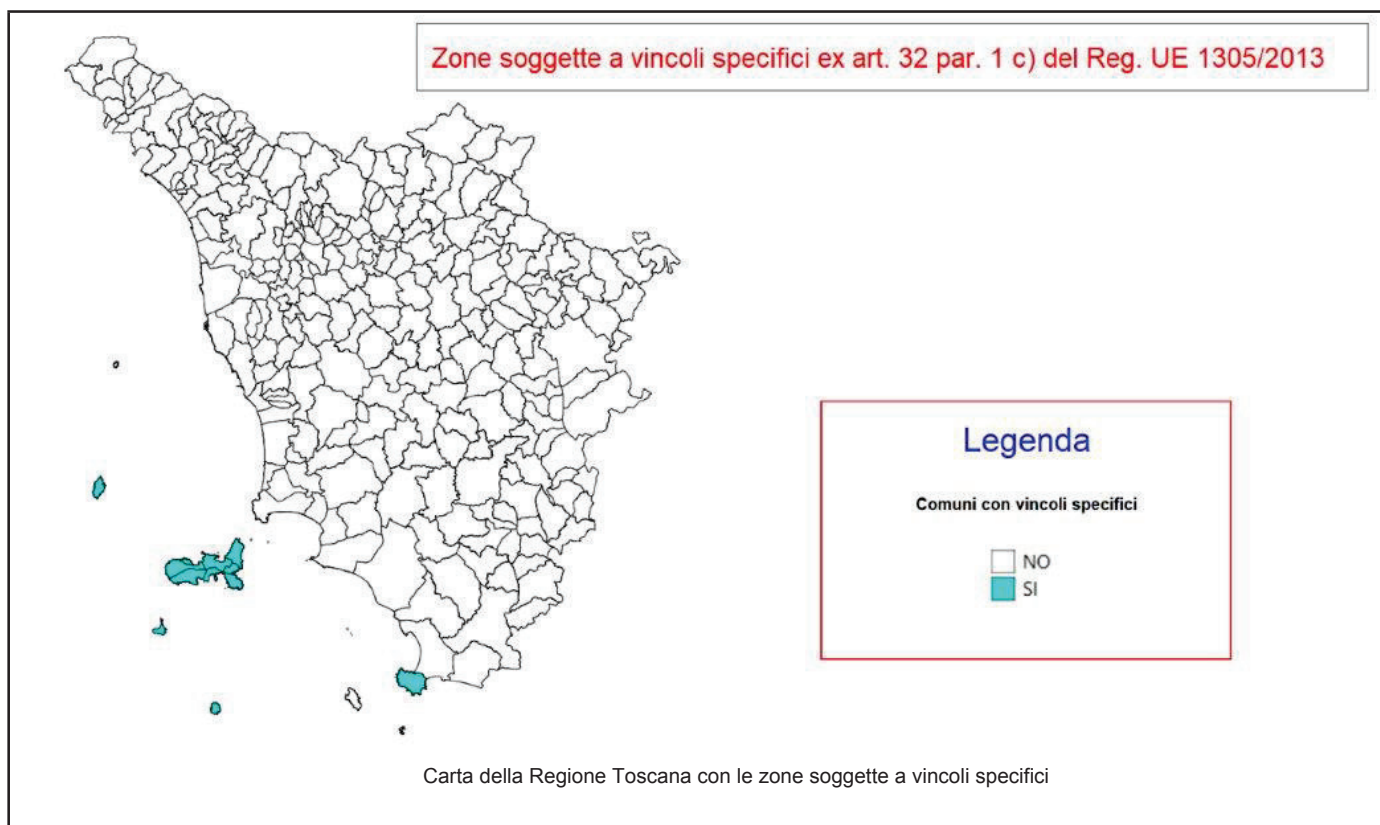 Zone soggette a vincoli specifici ex art. 32 par. 1 c) del Reg. UE 1305/2013
Legenda
Comuni con vincoli specifici
NO
SI
Carta della Regione Toscana con le zone soggette a vincoli specifici